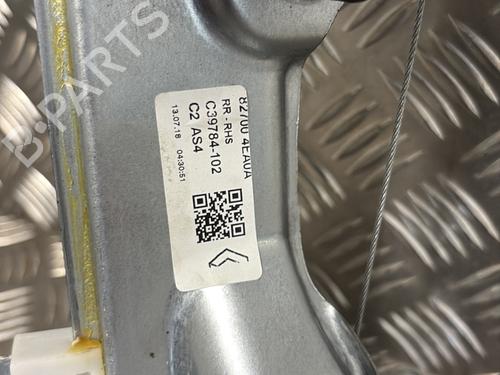 82700 4EA0A
RR - RHS
C39784-102
C2 AS4
13.07.18 04:30:51
B-PARTS